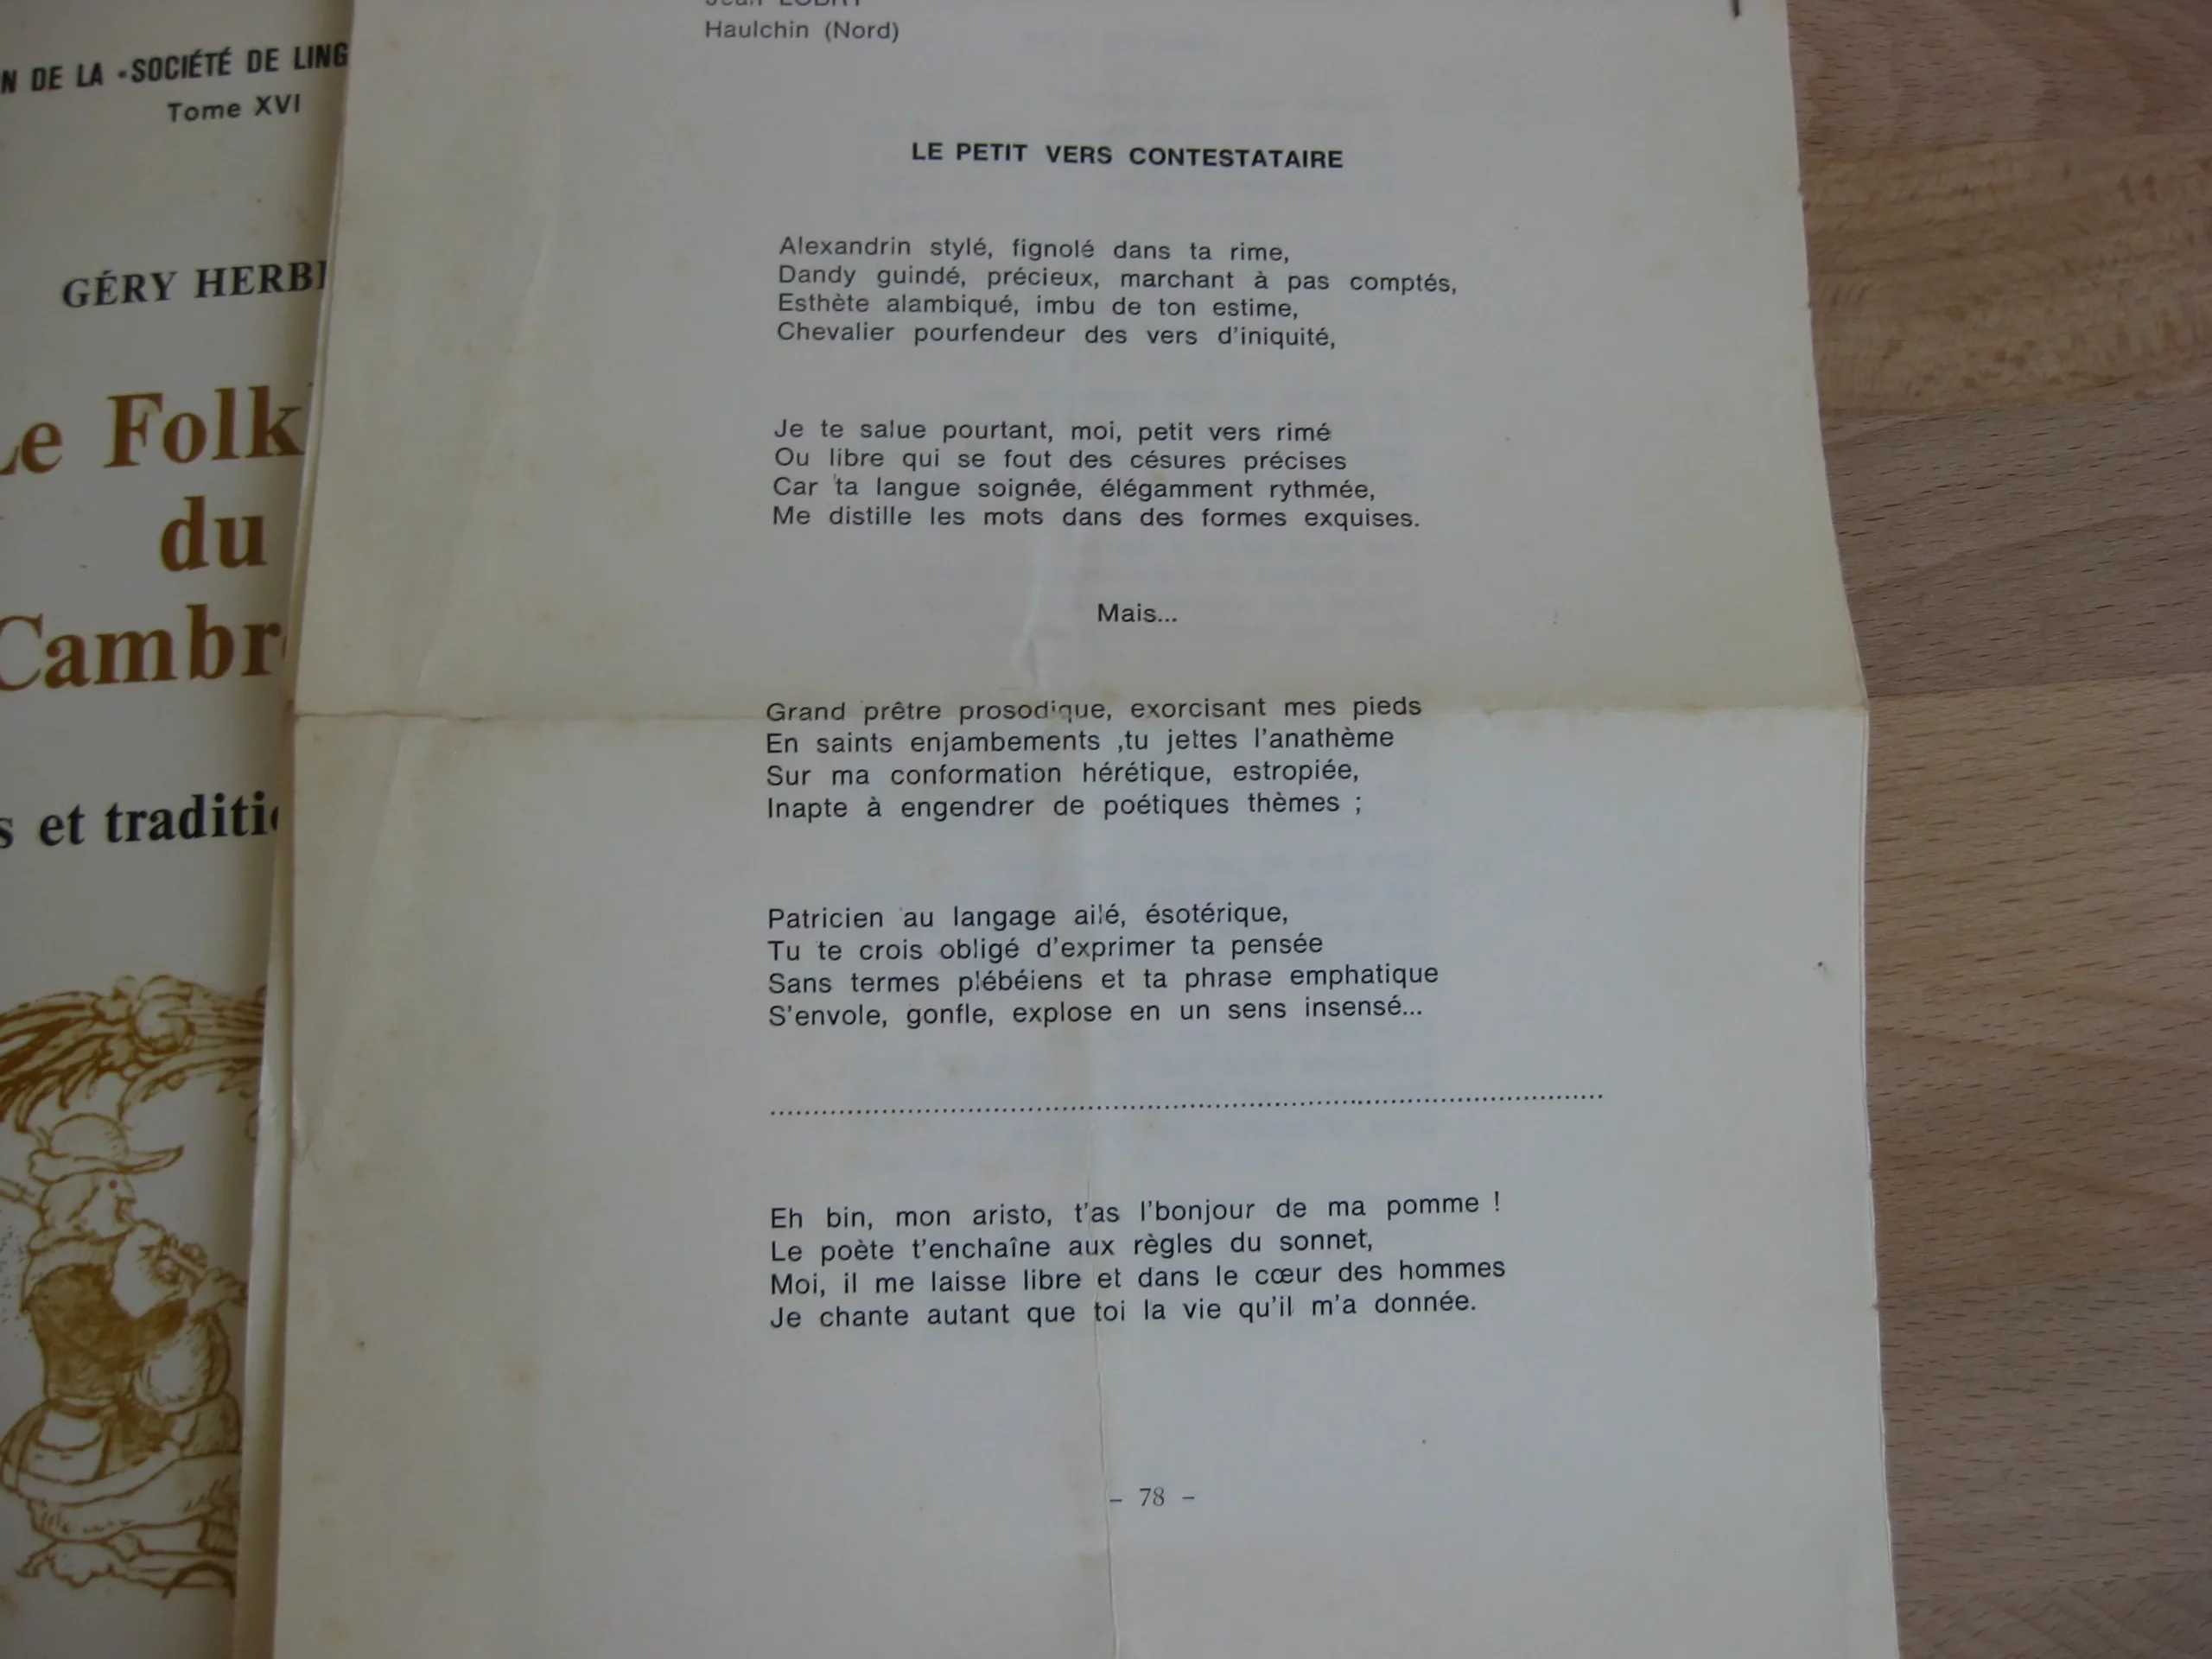 N DE LA «SOCIÉTÉ DE LING
Tome XVI
GÉRY HERB
Le Folk
du
Cambr
s et traditi
Jean
Haulchin (Nord)
LE PETIT VERS CONTESTATAIRE
Alexandrin stylé, fignolé dans ta rime,
Dandy guindé, précieux, marchant à pas comptés,
Esthète alambiqué, imbu de ton estime,
Chevalier pourfendeur des vers d'iniquité,
Je te salue pourtant, moi, petit vers rimé
Ou libre qui se fout des césures précises
Car ta langue soignée, élégamment rythmée,
Me distille les mots dans des formes exquises.
Mais...
Grand prêtre prosodique, exorcisant mes pieds
En saints enjambements ,tu jettes l'anathème
Sur ma conformation hérétique, estropiée,
Inapte à engendrer de poétiques thèmes ;
Patricien au langage ailé, ésotérique,
Tu te crois obligé d'exprimer ta pensée
Sans termes plébéiens et ta phrase emphatique
S'envole, gonfle, explose en un sens insensé...
Eh bin, mon aristo, t'as l'bonjour de ma pomme !
Le poète t'enchaîne aux règles du sonnet,
Moi, il me laisse libre et dans le cœur des hommes
Je chante autant que toi la vie qu'il m'a donnée.
– 78 –